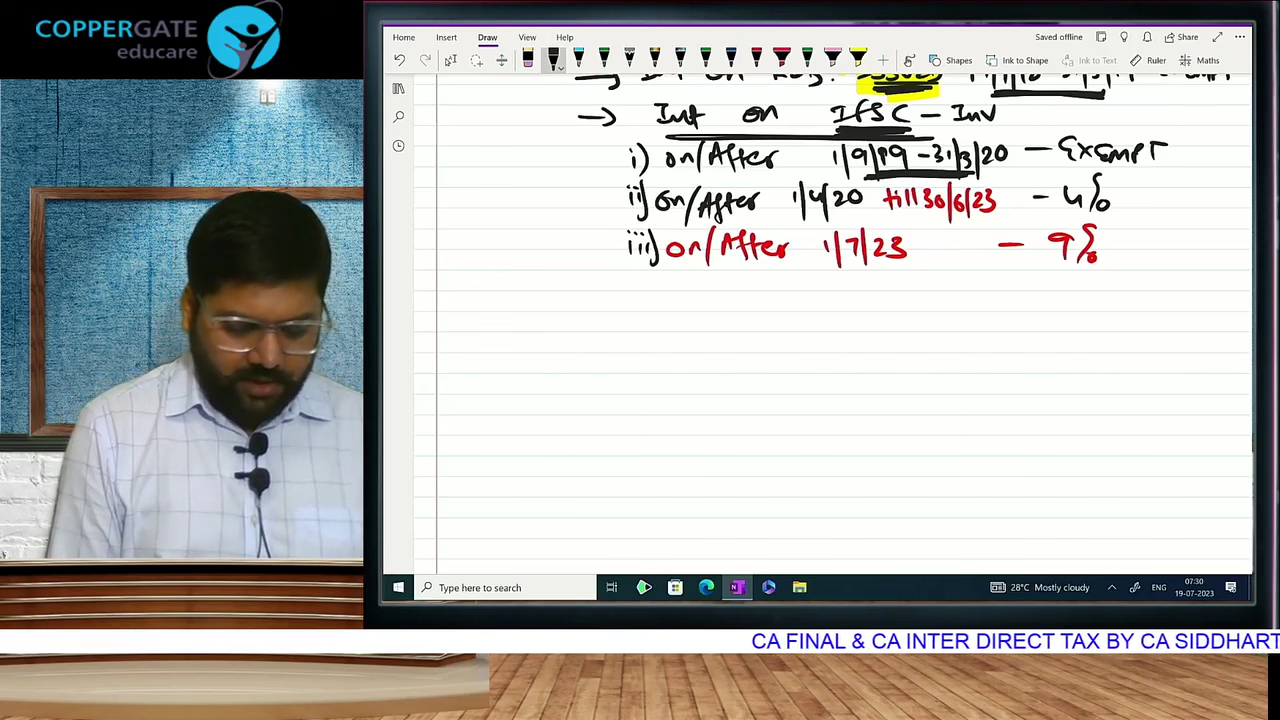 COPPERGATE
educare
Saved offline
Share
Home Insert Draw View Help
Shapes Ink to Shape Ink to Text Ruler Maths
→ Int on
→ Int on IFSC – Inv
i) on/After 1/9/19 – 31/3/20 – Exempt
ii) on/After 1/4/20 till 30/6/23 – 4%
iii) on/After 1/7/23 – 9%
Type here to search
28°C Mostly cloudy
ENG
07:30
19-07-2023
CA FINAL & CA INTER DIRECT TAX BY CA SIDDHART